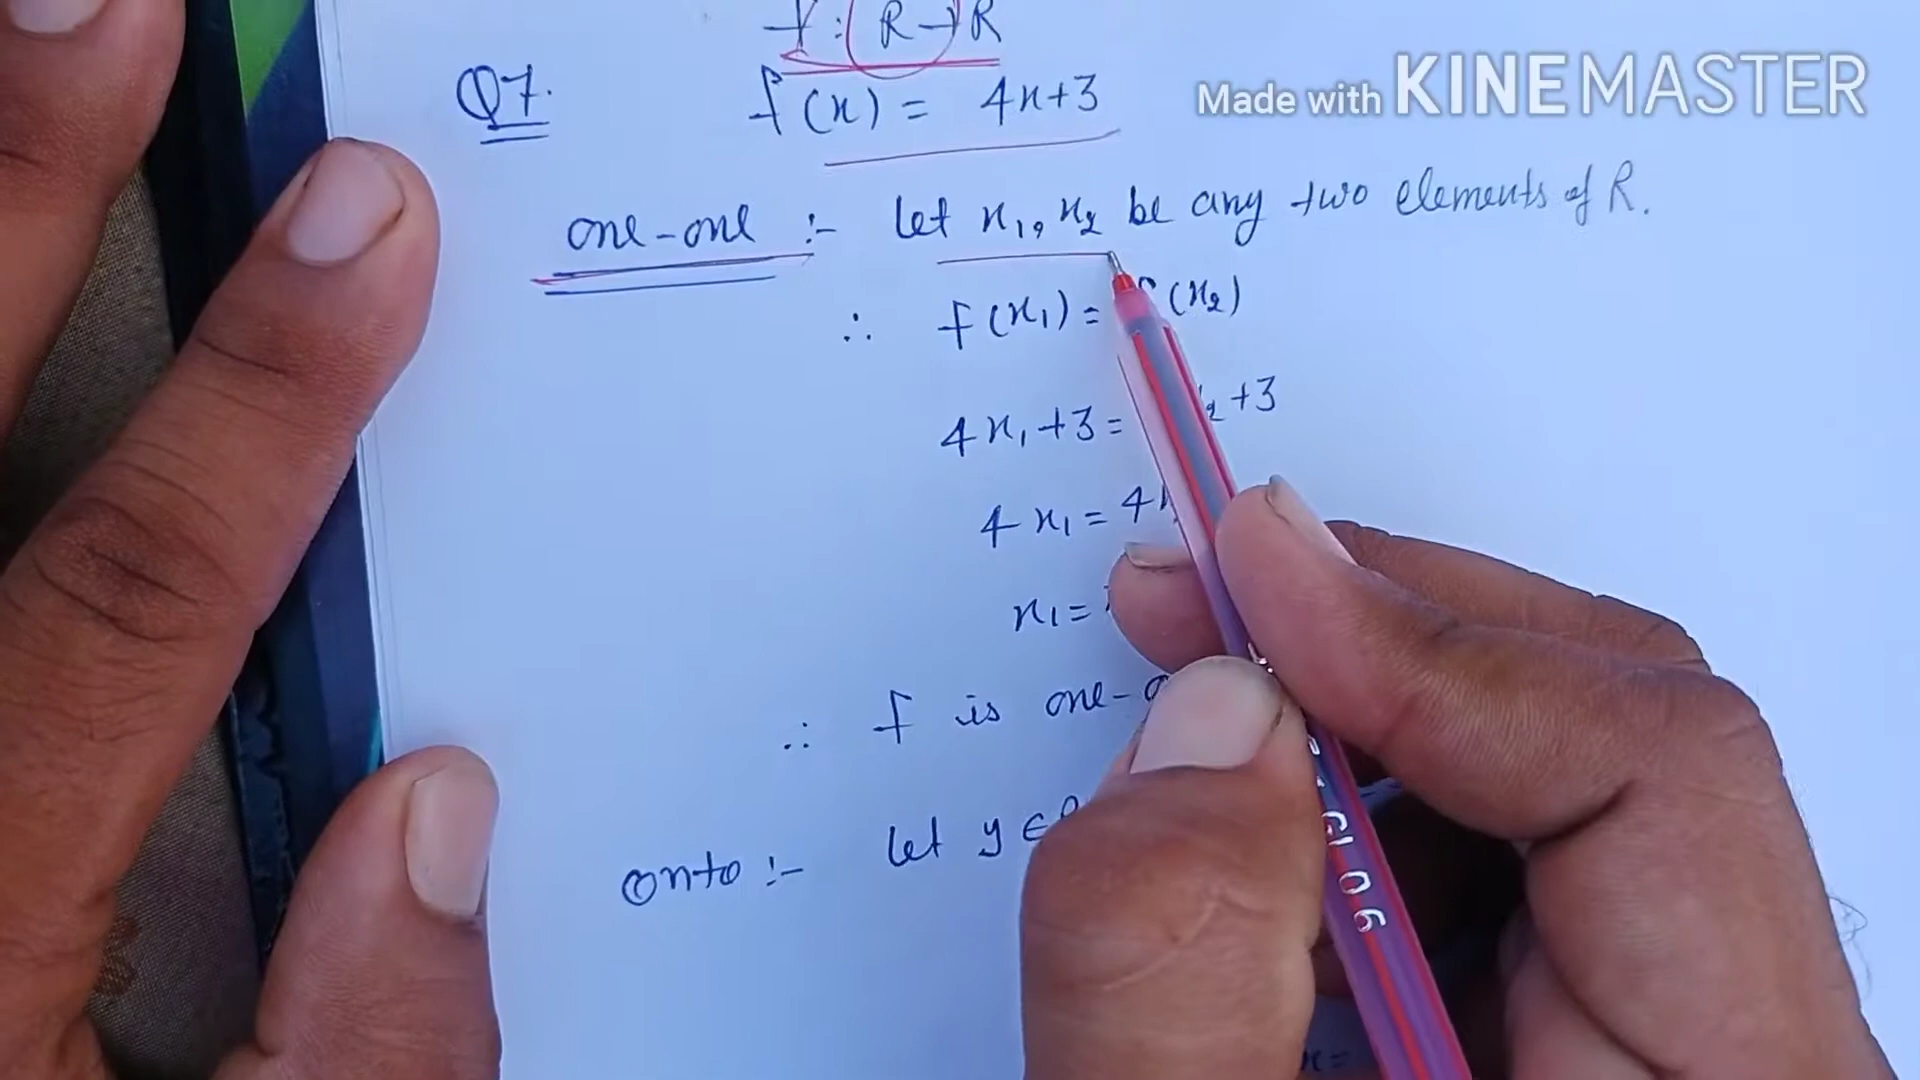 f : R→R
Q7. f(x) = 4x+3
Made with KINEMASTER
one-one :- let x₁, x₂ be any two elements of R.
∴ f(x₁) = (x₂)
4x₁+3 = ₂+3
4x₁ = 4
x₁ =
∴ f is one-
onto :- let y ∈
x=